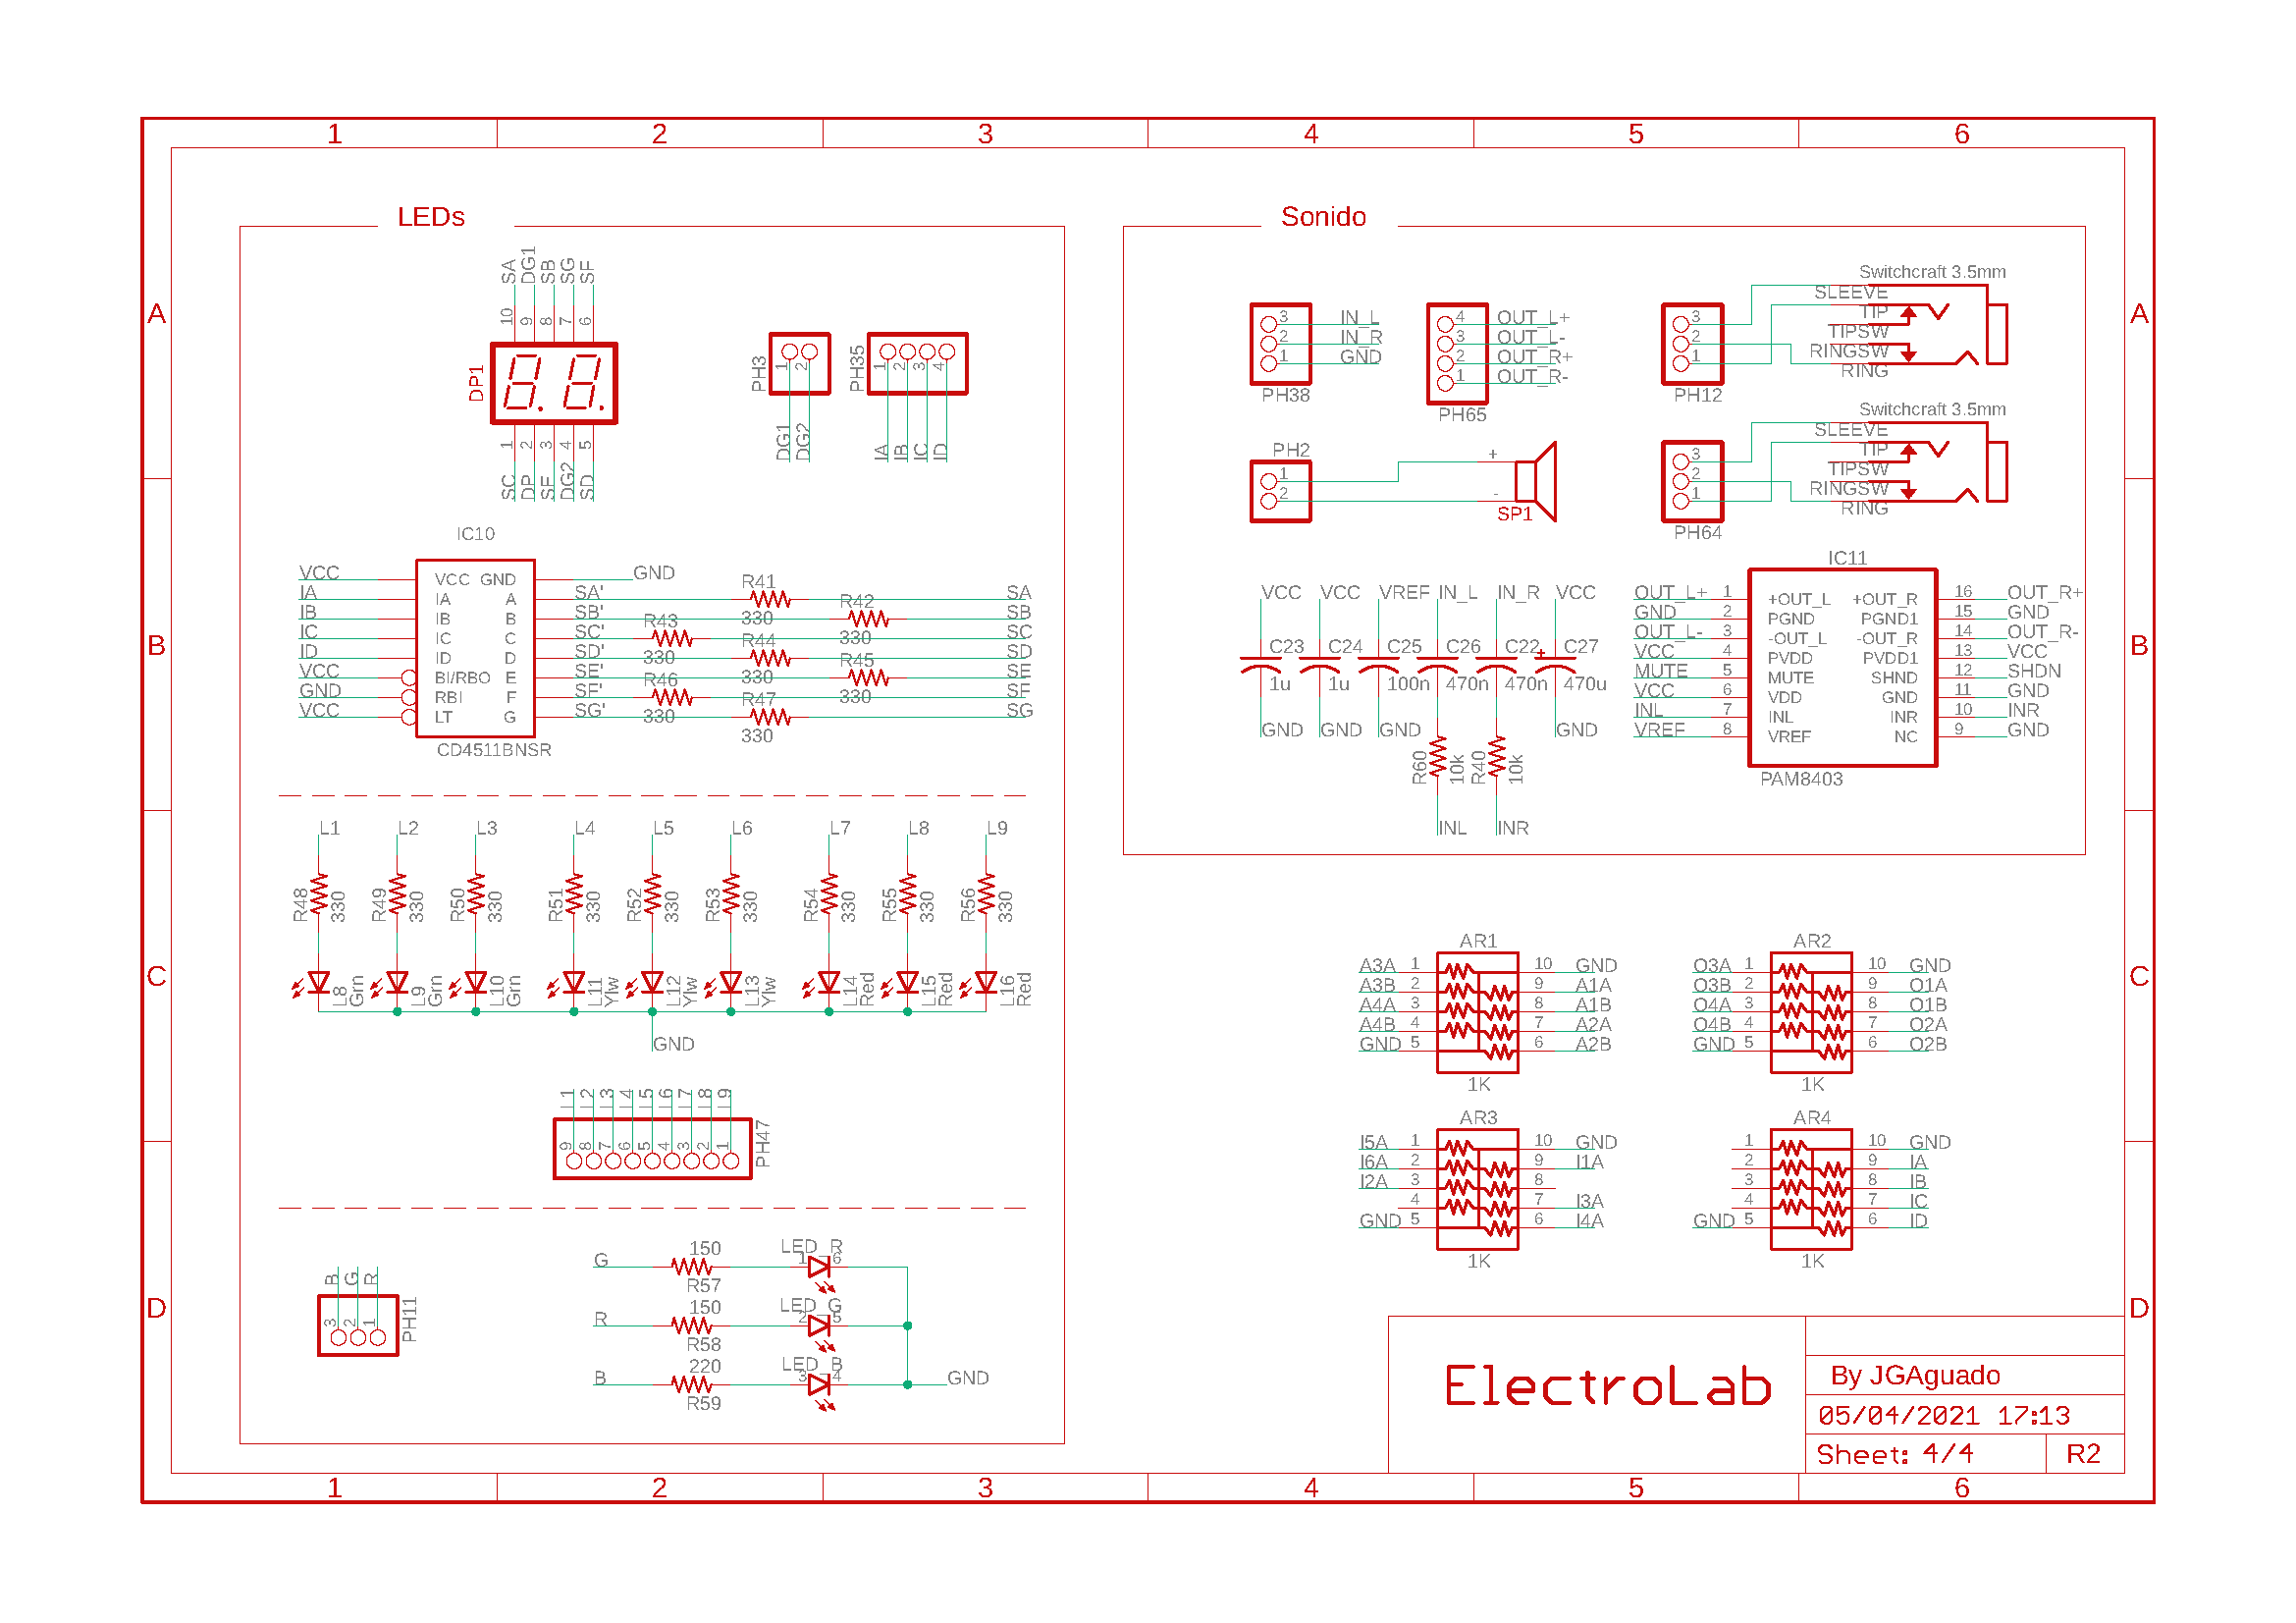 1 2 3 4 5 6
A A
B B
C C
D D
LEDs
SA DG1 SB SG SF
10 9 8 7 6
DP1
1 2 3 4 5
SC DP SE DG2 SD
PH3
1 2
DG1 DG2
PH35
1 2 3 4
IA IB IC ID
IC10
VCC VCC GND GND
IA IA A SA' R41 330 SA
IB IB B SB' R42 330 SB
IC IC C SC' R43 330 SC
ID ID D SD' R44 330 SD
VCC BI/RBO E SE' R45 330 SE
GND RBI F SF' R46 330 SF
VCC LT G SG' R47 330 SG
CD4511BNSR
L1 L2 L3 L4 L5 L6 L7 L8 L9
R48 330 R49 330 R50 330 R51 330 R52 330 R53 330 R54 330 R55 330 R56 330
L8 Grn L9 Grn L10 Grn L11 Ylw L12 Ylw L13 Ylw L14 Red L15 Red L16 Red
GND
L1 L2 L3 L4 L5 L6 L7 L8 L9
9 8 7 6 5 4 3 2 1
PH47
B G R
3 2 1
PH11
G 150 R57 LED_R 1 6
R 150 R58 LED_G 2 5
B 220 R59 LED_B 3 4 GND
Sonido
3 IN_L
2 IN_R
1 GND
PH38
4 OUT_L+
3 OUT_L-
2 OUT_R+
1 OUT_R-
PH65
Switchcraft 3.5mm
3 SLEEVE
TIP
2 TIPSW
RINGSW
1 RING
PH12
PH2
1 +
2 -
SP1
Switchcraft 3.5mm
3 SLEEVE
TIP
2 TIPSW
RINGSW
1 RING
PH64
VCC VCC VREF IN_L IN_R VCC
C23 C24 C25 C26 C22 + C27
1u 1u 100n 470n 470n 470u
GND GND GND GND
R60 10k R40 10k
INL INR
IC11
OUT_L+ 1 +OUT_L +OUT_R 16 OUT_R+
GND 2 PGND PGND1 15 GND
OUT_L- 3 -OUT_L -OUT_R 14 OUT_R-
VCC 4 PVDD PVDD1 13 VCC
MUTE 5 MUTE SHND 12 SHDN
VCC 6 VDD GND 11 GND
INL 7 INL INR 10 INR
VREF 8 VREF NC 9 GND
PAM8403
AR1
A3A 1 10 GND
A3B 2 9 A1A
A4A 3 8 A1B
A4B 4 7 A2A
GND 5 6 A2B
1K
AR2
O3A 1 10 GND
O3B 2 9 O1A
O4A 3 8 O1B
O4B 4 7 O2A
GND 5 6 O2B
1K
AR3
I5A 1 10 GND
I6A 2 9 I1A
I2A 3 8
4 7 I3A
GND 5 6 I4A
1K
AR4
1 10 GND
2 9 IA
3 8 IB
4 7 IC
GND 5 6 ID
1K
ElectroLab
By JGAguado
05/04/2021 17:13
Sheet: 4/4 R2
1 2 3 4 5 6